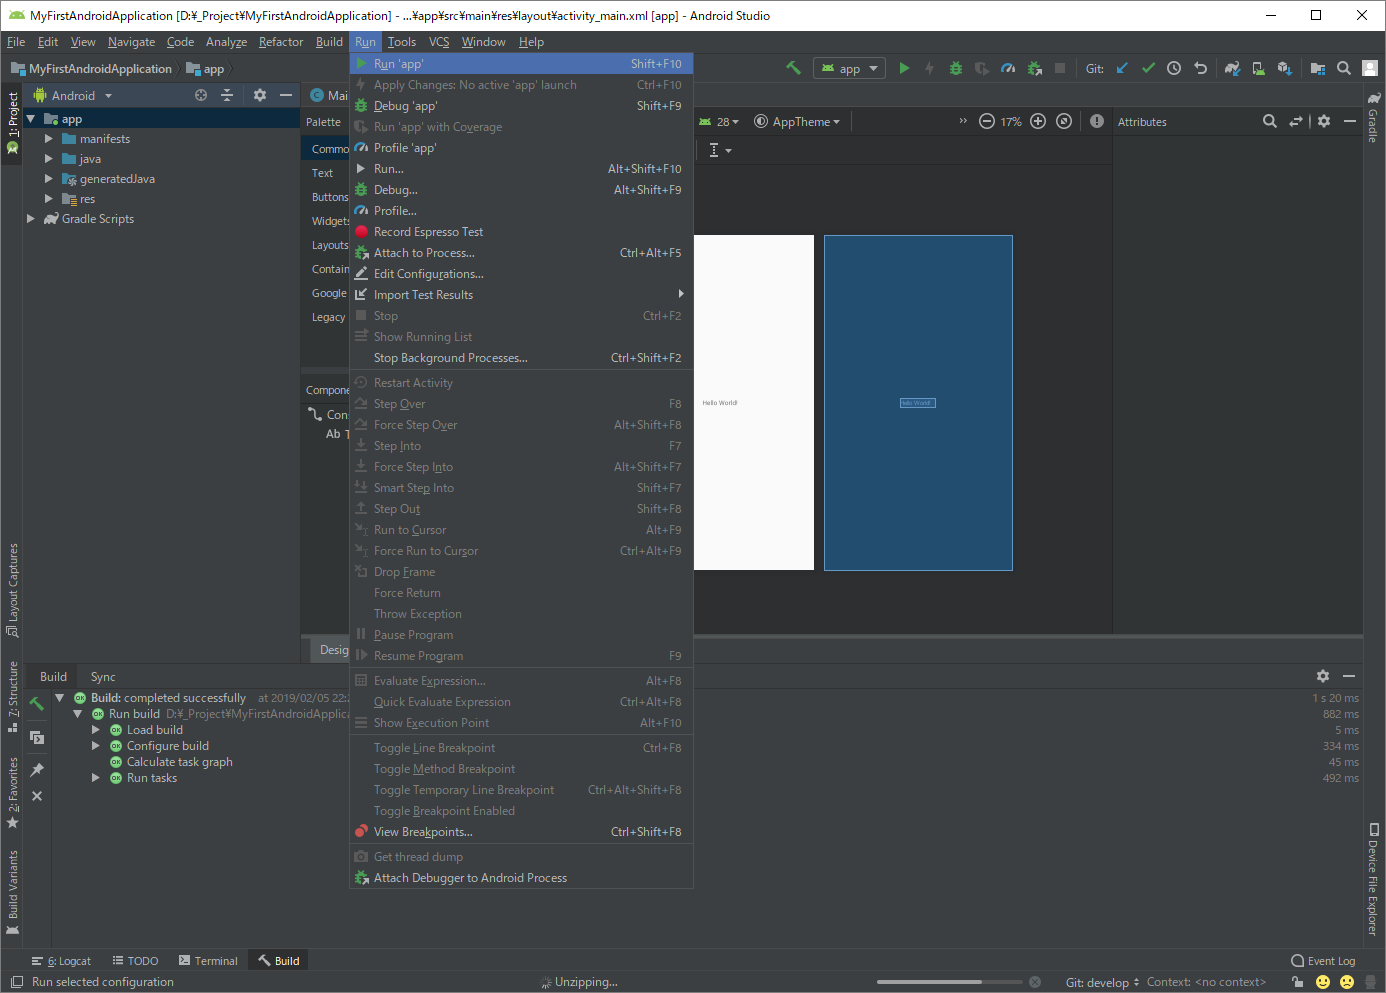 MyFirstAndroidApplication [D:¥_Project¥MyFirstAndroidApplication] - ...¥app¥src¥main¥res¥layout¥activity_main.xml [app] - Android Studio
File Edit View Navigate Code Analyze Refactor Build Run Tools VCS Window Help
MyFirstAndroidApplication app
app Git:
1: Project
Layout Captures
7: Structure
2: Favorites
Build Variants
Android
app
manifests
java
generatedJava
res
Gradle Scripts
Mai
Palette
Commo
Text
Buttons
Widgets
Layouts
Contain
Google
Legacy
Compone
Cons
Ab T
Desig
Run 'app' Shift+F10
Apply Changes: No active 'app' launch Ctrl+F10
Debug 'app' Shift+F9
Run 'app' with Coverage
Profile 'app'
Run... Alt+Shift+F10
Debug... Alt+Shift+F9
Profile...
Record Espresso Test
Attach to Process... Ctrl+Alt+F5
Edit Configurations...
Import Test Results
Stop Ctrl+F2
Show Running List
Stop Background Processes... Ctrl+Shift+F2
Restart Activity
Step Over F8
Force Step Over Alt+Shift+F8
Step Into F7
Force Step Into Alt+Shift+F7
Smart Step Into Shift+F7
Step Out Shift+F8
Run to Cursor Alt+F9
Force Run to Cursor Ctrl+Alt+F9
Drop Frame
Force Return
Throw Exception
Pause Program
Resume Program F9
Evaluate Expression... Alt+F8
Quick Evaluate Expression Ctrl+Alt+F8
Show Execution Point Alt+F10
Toggle Line Breakpoint Ctrl+F8
Toggle Method Breakpoint
Toggle Temporary Line Breakpoint Ctrl+Alt+Shift+F8
Toggle Breakpoint Enabled
View Breakpoints... Ctrl+Shift+F8
Get thread dump
Attach Debugger to Android Process
28 AppTheme » 17% Attributes
Hello World!
Hello World!
Gradle
Device File Explorer
Build Sync
Build: completed successfully at 2019/02/05 22:2 1 s 20 ms
Run build D:¥_Project¥MyFirstAndroidApplica 882 ms
Load build 5 ms
Configure build 334 ms
Calculate task graph 45 ms
Run tasks 492 ms
6: Logcat TODO Terminal Build Event Log
Run selected configuration Unzipping... Git: develop Context: <no context>